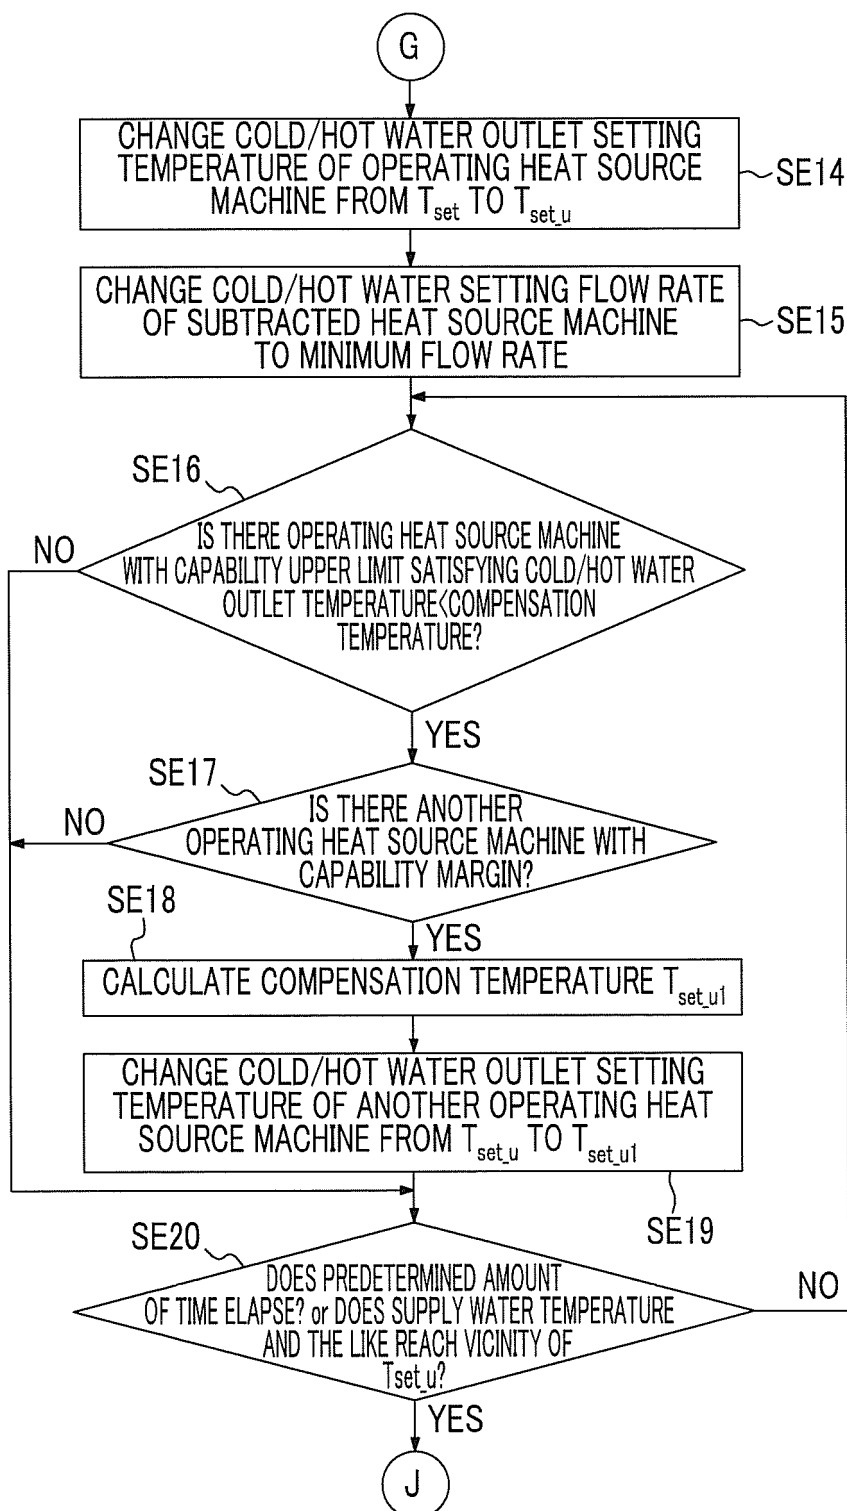 G
CHANGE COLD/HOT WATER OUTLET SETTING
TEMPERATURE OF OPERATING HEAT SOURCE
MACHINE FROM Tset TO Tset_u
SE14
CHANGE COLD/HOT WATER SETTING FLOW RATE
OF SUBTRACTED HEAT SOURCE MACHINE
TO MINIMUM FLOW RATE
SE15
SE16
NO
IS THERE OPERATING HEAT SOURCE MACHINE
WITH CAPABILITY UPPER LIMIT SATISFYING COLD/HOT WATER
OUTLET TEMPERATURE<COMPENSATION
TEMPERATURE?
YES
SE17
NO
IS THERE ANOTHER
OPERATING HEAT SOURCE MACHINE WITH
CAPABILITY MARGIN?
YES
SE18
CALCULATE COMPENSATION TEMPERATURE Tset_u1
CHANGE COLD/HOT WATER OUTLET SETTING
TEMPERATURE OF ANOTHER OPERATING HEAT
SOURCE MACHINE FROM Tset_u TO Tset_u1
SE19
SE20
DOES PREDETERMINED AMOUNT
OF TIME ELAPSE? or DOES SUPPLY WATER TEMPERATURE
AND THE LIKE REACH VICINITY OF
Tset_u?
NO
YES
J